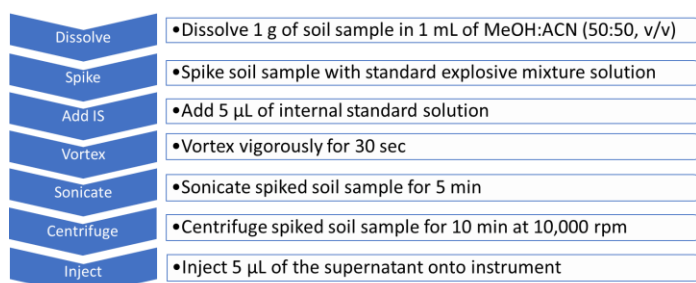 Dissolve
•Dissolve 1 g of soil sample in 1 mL of MeOH:ACN (50:50, v/v)
Spike
•Spike soil sample with standard explosive mixture solution
Add IS
•Add 5 µL of internal standard solution
Vortex
•Vortex vigorously for 30 sec
Sonicate
•Sonicate spiked soil sample for 5 min
Centrifuge
•Centrifuge spiked soil sample for 10 min at 10,000 rpm
Inject
•Inject 5 µL of the supernatant onto instrument